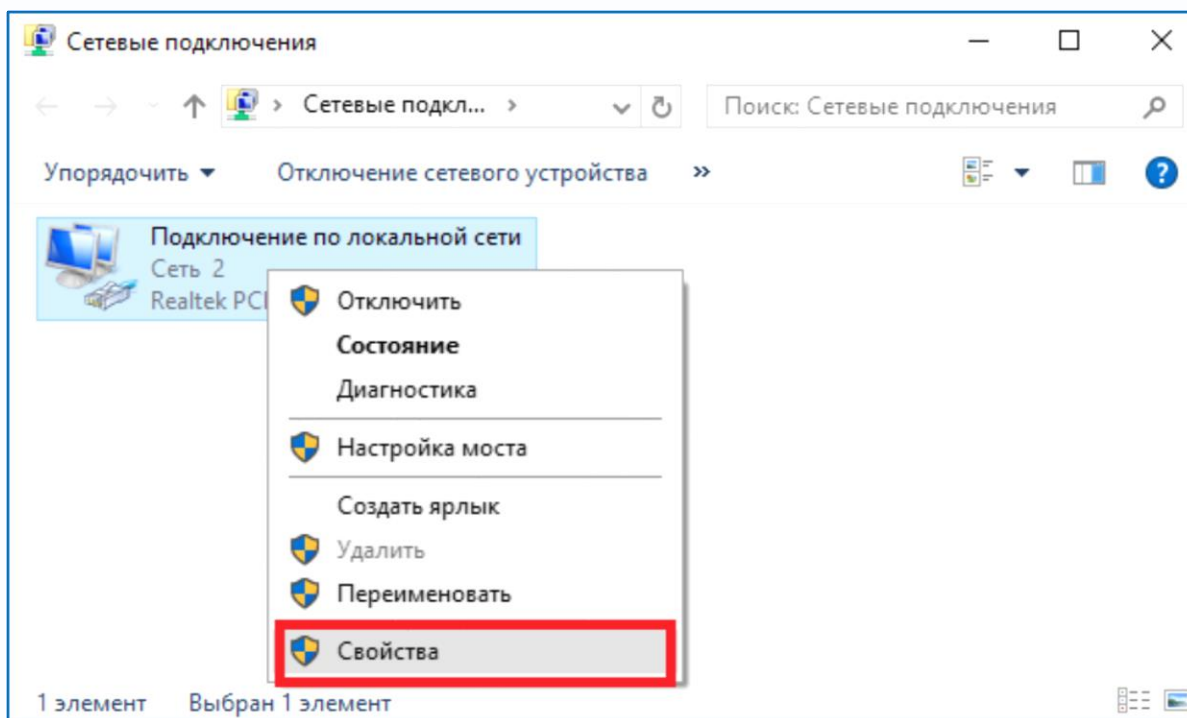 Сетевые подключения
Сетевые подкл...
Поиск: Сетевые подключения
Упорядочить
Отключение сетевого устройства
»
Подключение по локальной сети
Сеть 2
Realtek PCI
Отключить
Состояние
Диагностика
Настройка моста
Создать ярлык
Удалить
Переименовать
Свойства
1 элемент
Выбран 1 элемент